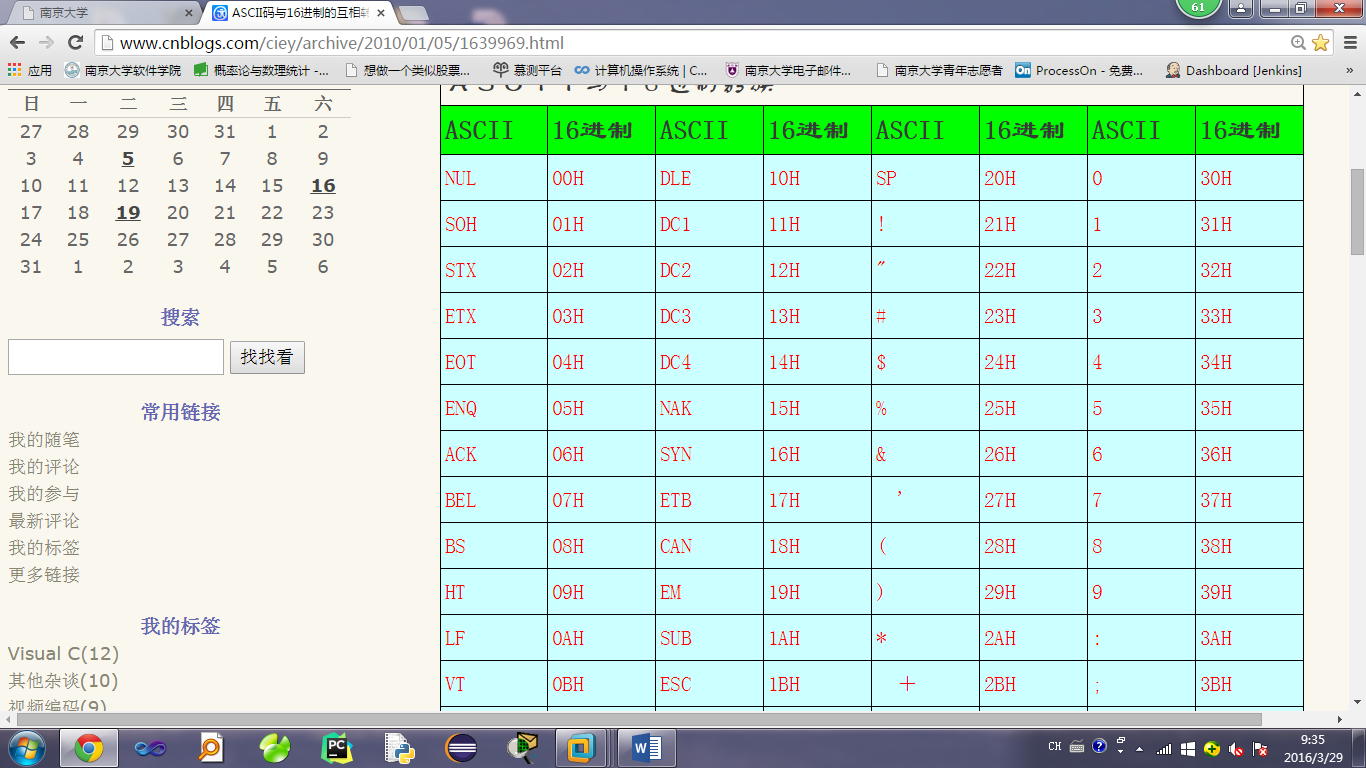 南京大学
ASCII码与16进制的互相转
61
www.cnblogs.com/ciey/archive/2010/01/05/1639969.html
应用 南京大学软件学院 概率论与数理统计 -... 想做一个类似股票... 慕测平台 计算机操作系统 | C... 南京大学电子邮件... 南京大学青年志愿者 ProcessOn - 免费... Dashboard [Jenkins] »
日 一 二 三 四 五 六
27 28 29 30 31 1 2
3 4 5 6 7 8 9
10 11 12 13 14 15 16
17 18 19 20 21 22 23
24 25 26 27 28 29 30
31 1 2 3 4 5 6
搜索
找找看
常用链接
我的随笔
我的评论
我的参与
最新评论
我的标签
更多链接
我的标签
Visual C(12)
其他杂谈(10)
视频编码(9)
ASCII 16进制 ASCII 16进制 ASCII 16进制 ASCII 16进制
NUL 00H DLE 10H SP 20H 0 30H
SOH 01H DC1 11H ! 21H 1 31H
STX 02H DC2 12H " 22H 2 32H
ETX 03H DC3 13H # 23H 3 33H
EOT 04H DC4 14H $ 24H 4 34H
ENQ 05H NAK 15H % 25H 5 35H
ACK 06H SYN 16H & 26H 6 36H
BEL 07H ETB 17H ' 27H 7 37H
BS 08H CAN 18H ( 28H 8 38H
HT 09H EM 19H ) 29H 9 39H
LF 0AH SUB 1AH * 2AH : 3AH
VT 0BH ESC 1BH ＋ 2BH ; 3BH
PC
CH
9:35
2016/3/29